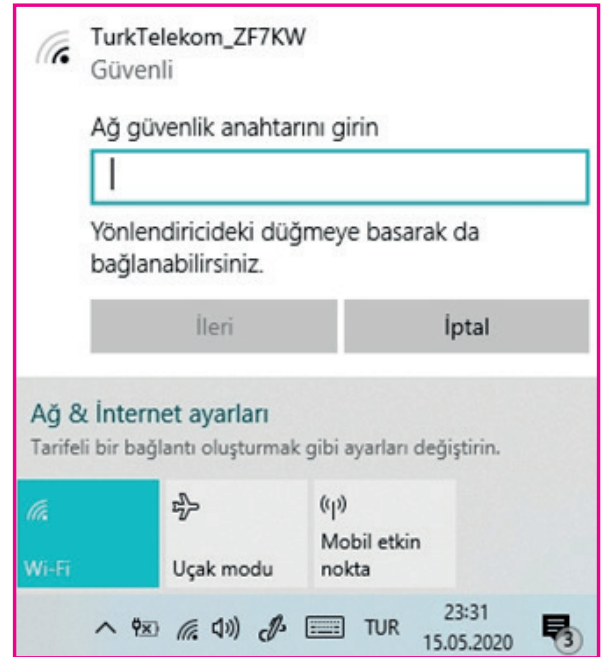 TurkTelekom_ZF7KW
Güvenli
Ağ güvenlik anahtarını girin
Yönlendiricideki düğmeye basarak da
bağlanabilirsiniz.
İleri
İptal
Ağ & İnternet ayarları
Tarifeli bir bağlantı oluşturmak gibi ayarları değiştirin.
Wi-Fi
Uçak modu
Mobil etkin
nokta
TUR
23:31
15.05.2020
3